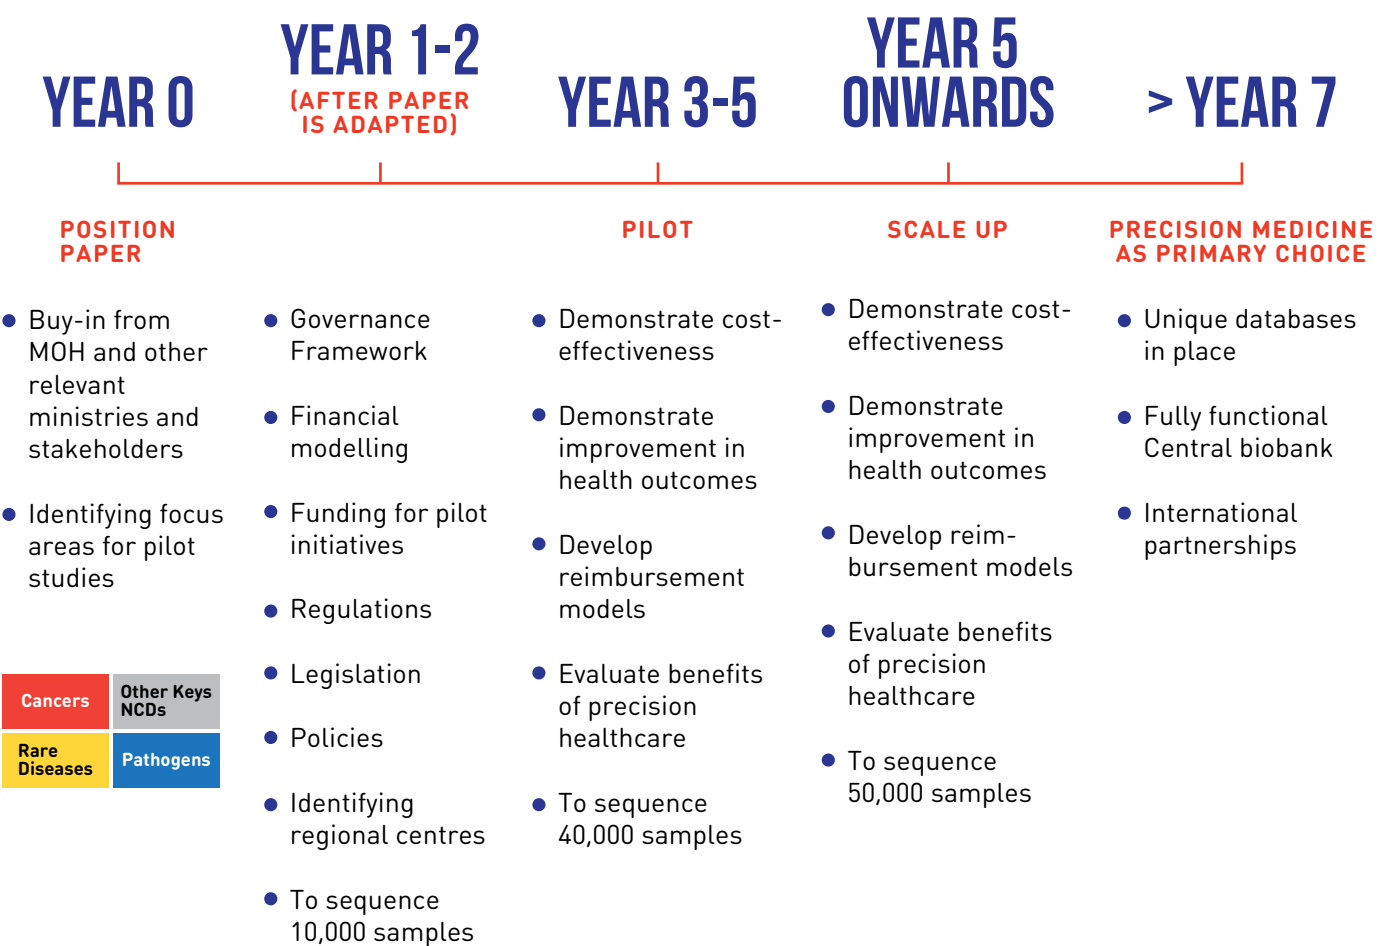 YEAR 0
YEAR 1-2
(AFTER PAPER
IS ADAPTED)
YEAR 3-5
YEAR 5
ONWARDS
> YEAR 7
POSITION
PAPER
PILOT
SCALE UP
PRECISION MEDICINE
AS PRIMARY CHOICE
Buy-in from
MOH and other
relevant
ministries and
stakeholders
Identifying focus
areas for pilot
studies
Cancers
Other Keys
NCDs
Rare
Diseases
Pathogens
Governance
Framework
Financial
modelling
Funding for pilot
initiatives
Regulations
Legislation
Policies
Identifying
regional centres
To sequence
10,000 samples
Demonstrate cost-
effectiveness
Demonstrate
improvement in
health outcomes
Develop
reimbursement
models
Evaluate benefits
of precision
healthcare
To sequence
40,000 samples
Demonstrate cost-
effectiveness
Demonstrate
improvement in
health outcomes
Develop reim-
bursement models
Evaluate benefits
of precision
healthcare
To sequence
50,000 samples
Unique databases
in place
Fully functional
Central biobank
International
partnerships